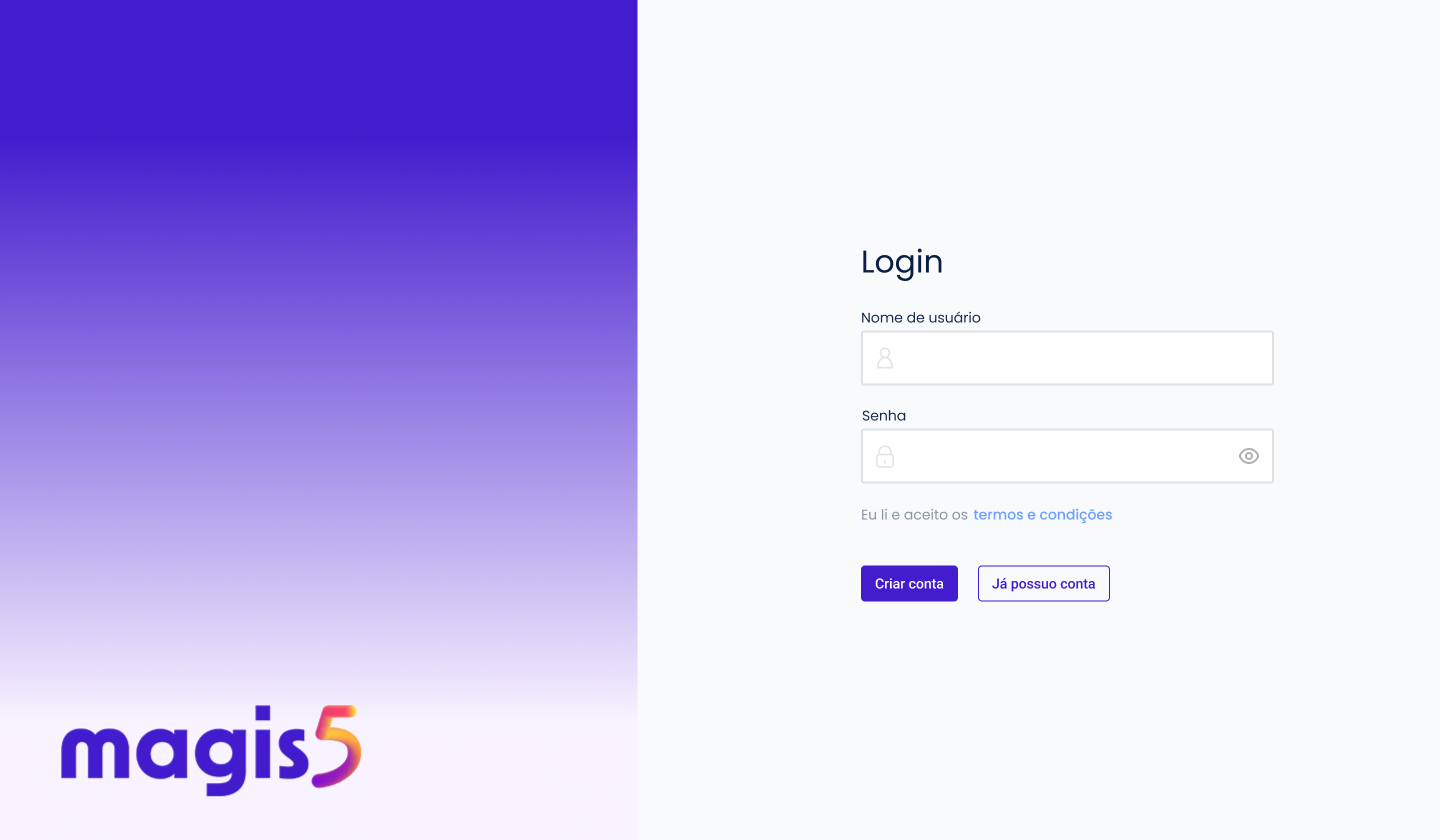 Login
Nome de usuário
Senha
Eu li e aceito os termos e condições
Criar conta Já possuo conta
magis5